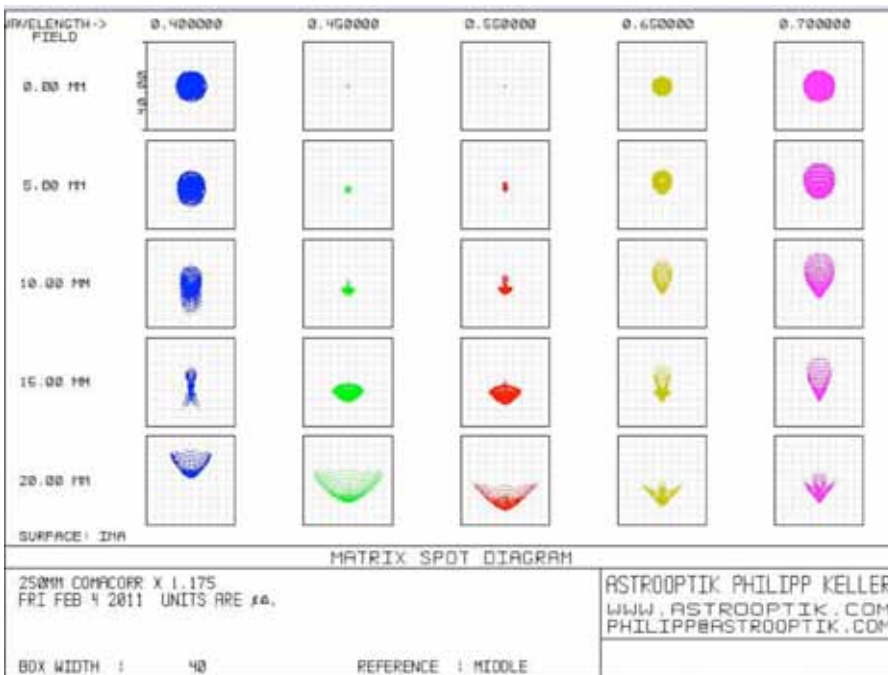 WAVELENGTH-> 0.400000 0.450000 0.550000 0.650000 0.700000
FIELD
0.00 MM
40.00
5.00 MM
10.00 MM
15.00 MM
20.00 MM
SURFACE: IMA
MATRIX SPOT DIAGRAM
250MM COMACORR X 1.175
FRI FEB 4 2011 UNITS ARE
BOX WIDTH : 40 REFERENCE : MIDDLE
ASTROOPTIK PHILIPP KELLER
WWW.ASTROOPTIK.COM
PHILIPP@ASTROOPTIK.COM